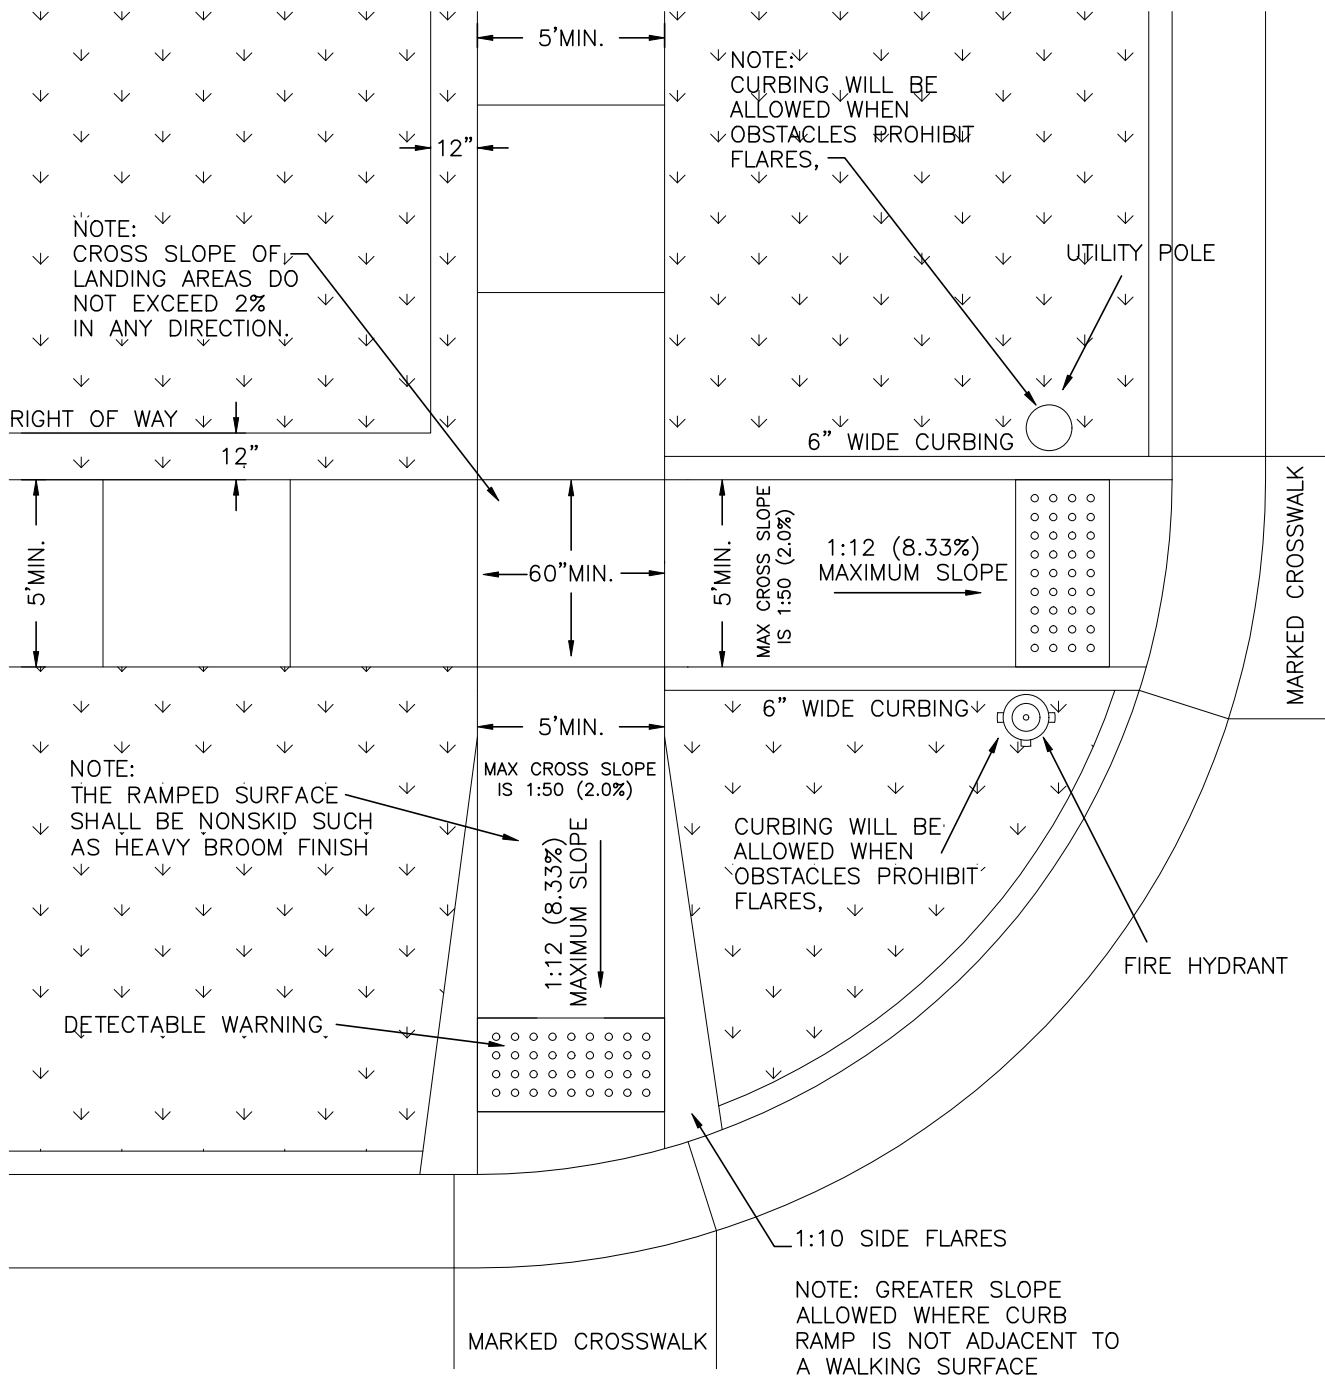 5'MIN.
NOTE:
CURBING WILL BE
ALLOWED WHEN
OBSTACLES PROHIBIT
FLARES,
12"
NOTE:
CROSS SLOPE OF
LANDING AREAS DO
NOT EXCEED 2%
IN ANY DIRECTION.
UTILITY POLE
RIGHT OF WAY
12"
6" WIDE CURBING
5'MIN.
60"MIN.
5'MIN.
MAX CROSS SLOPE
IS 1:50 (2.0%)
1:12 (8.33%)
MAXIMUM SLOPE
MARKED CROSSWALK
6" WIDE CURBING
5'MIN.
MAX CROSS SLOPE
IS 1:50 (2.0%)
NOTE:
THE RAMPED SURFACE
SHALL BE NONSKID SUCH
AS HEAVY BROOM FINISH
1:12 (8.33%)
MAXIMUM SLOPE
CURBING WILL BE
ALLOWED WHEN
OBSTACLES PROHIBIT
FLARES,
FIRE HYDRANT
DETECTABLE WARNING
1:10 SIDE FLARES
NOTE: GREATER SLOPE
ALLOWED WHERE CURB
RAMP IS NOT ADJACENT TO
A WALKING SURFACE
MARKED CROSSWALK